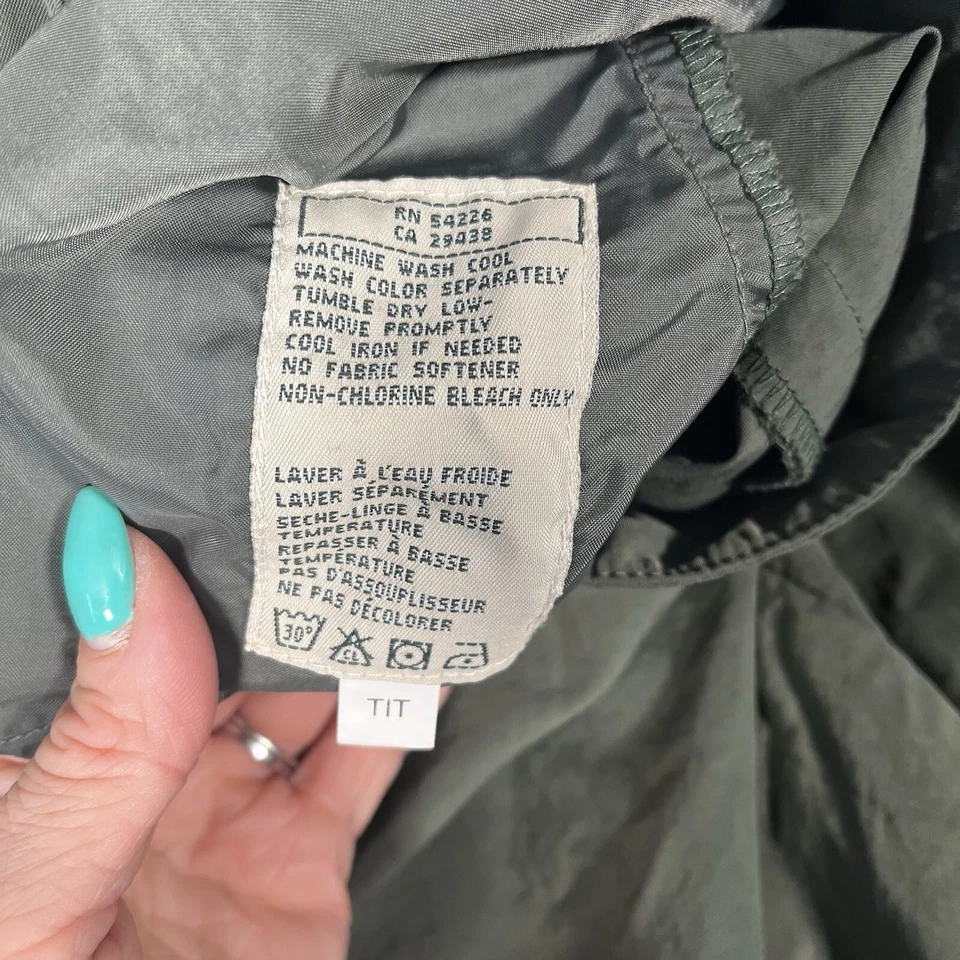 RN 54226
CA 29438
MACHINE WASH COOL
WASH COLOR SEPARATELY
TUMBLE DRY LOW-
REMOVE PROMPTLY
COOL IRON IF NEEDED
NO FABRIC SOFTENER
NON-CHLORINE BLEACH ONLY
LAVER À L'EAU FROIDE
LAVER SÉPARÉMENT
SECHE-LINGE À BASSE
TEMPERATURE
REPASSER À BASSE
TEMPÉRATURE
PAS D'ASSOUPLISSEUR
NE PAS DÉCOLORER
30° CL
TIT